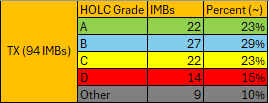 HOLC Grade IMBs Percent (~)
TX (94 IMBs)
A 22 23%
B 27 29%
C 22 23%
D 14 15%
Other 9 10%